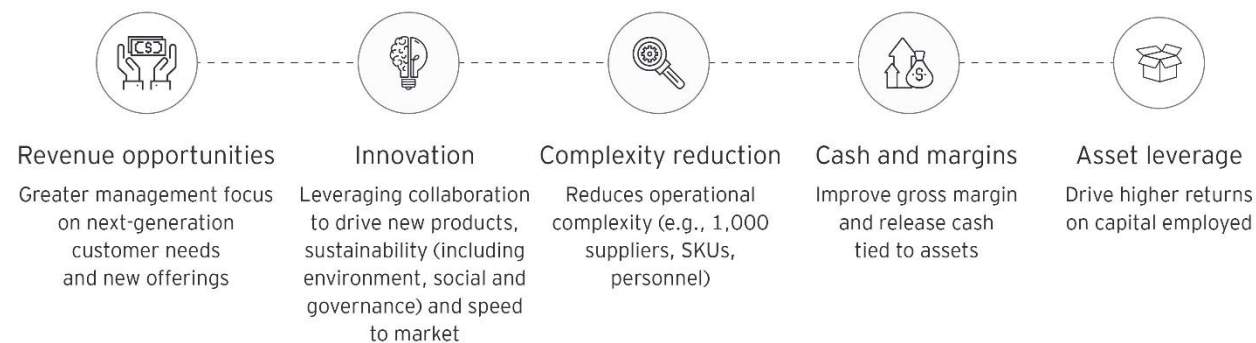 Revenue opportunities
Greater management focus
on next-generation
customer needs
and new offerings
Innovation
Leveraging collaboration
to drive new products,
sustainability (including
environment, social and
governance) and speed
to market
Complexity reduction
Reduces operational
complexity (e.g., 1,000
suppliers, SKUs,
personnel)
Cash and margins
Improve gross margin
and release cash
tied to assets
Asset leverage
Drive higher returns
on capital employed